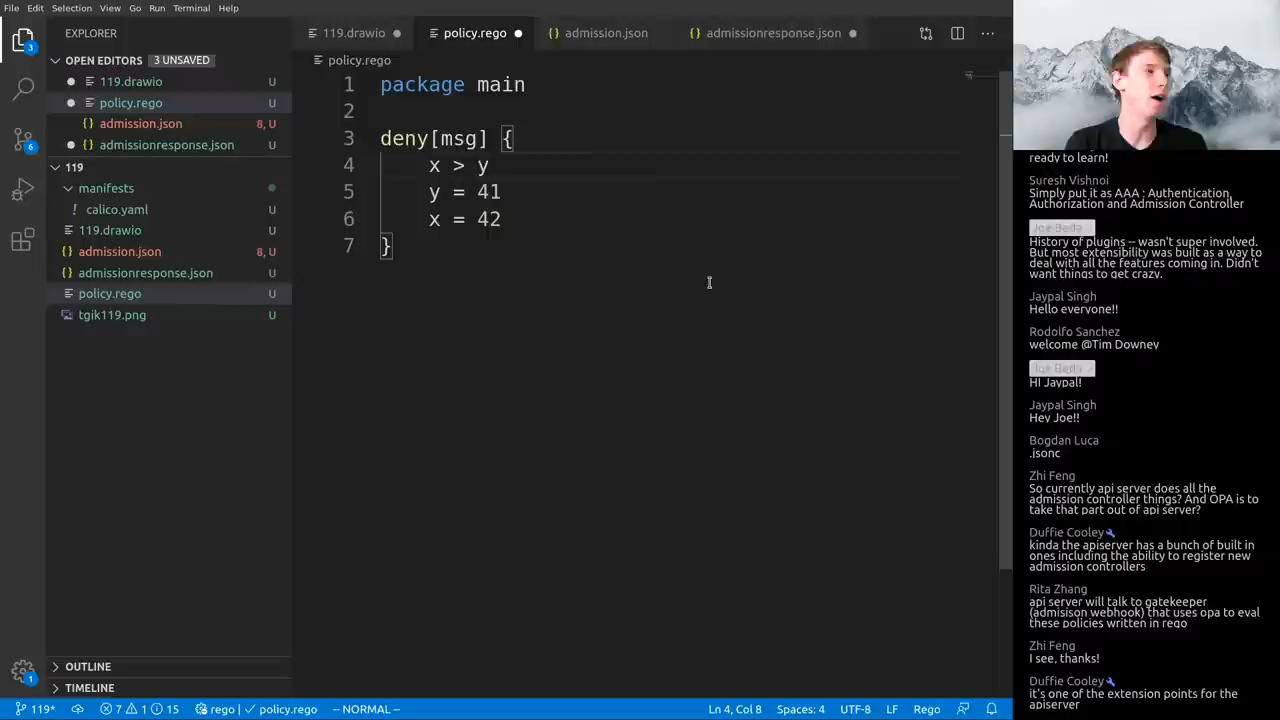 File Edit Selection View Go Run Terminal Help
EXPLORER
OPEN EDITORS 3 UNSAVED
119.drawio U
policy.rego U
{} admission.json 8, U
{} admissionresponse.json U
119
manifests
calico.yaml U
119.drawio U
{} admission.json 8, U
{} admissionresponse.json U
policy.rego U
tgik119.png U
OUTLINE
TIMELINE
3
6
1
119.drawio
policy.rego
{} admission.json
{} admissionresponse.json
policy.rego
1 package main
2
3 deny[msg] {
4 x > y
5 y = 41
6 x = 42
7 }
119* 7 1 15 rego | policy.rego -- NORMAL -- Ln 4, Col 8 Spaces: 4 UTF-8 LF Rego
ready to learn!
Suresh Vishnoi
Simply put it as AAA : Authentication,
Authorization and Admission Controller
Joe Beda
History of plugins -- wasn't super involved.
But most extensibility was built as a way to
deal with all the features coming in. Didn't
want things to get crazy.
Jaypal Singh
Hello everyone!!
Rodolfo Sanchez
welcome @Tim Downey
Joe Beda
HI Jaypal!
Jaypal Singh
Hey Joe!!
Bogdan Luca
.jsonc
Zhi Feng
So currently api server does all the
admission controller things? And OPA is to
take that part out of api server?
Duffie Cooley
kinda the apiserver has a bunch of built in
ones including the ability to register new
admission controllers
Rita Zhang
api server will talk to gatekeeper
(admisison webhook) that uses opa to eval
these policies written in rego
Zhi Feng
I see, thanks!
Duffie Cooley
it's one of the extension points for the
apiserver